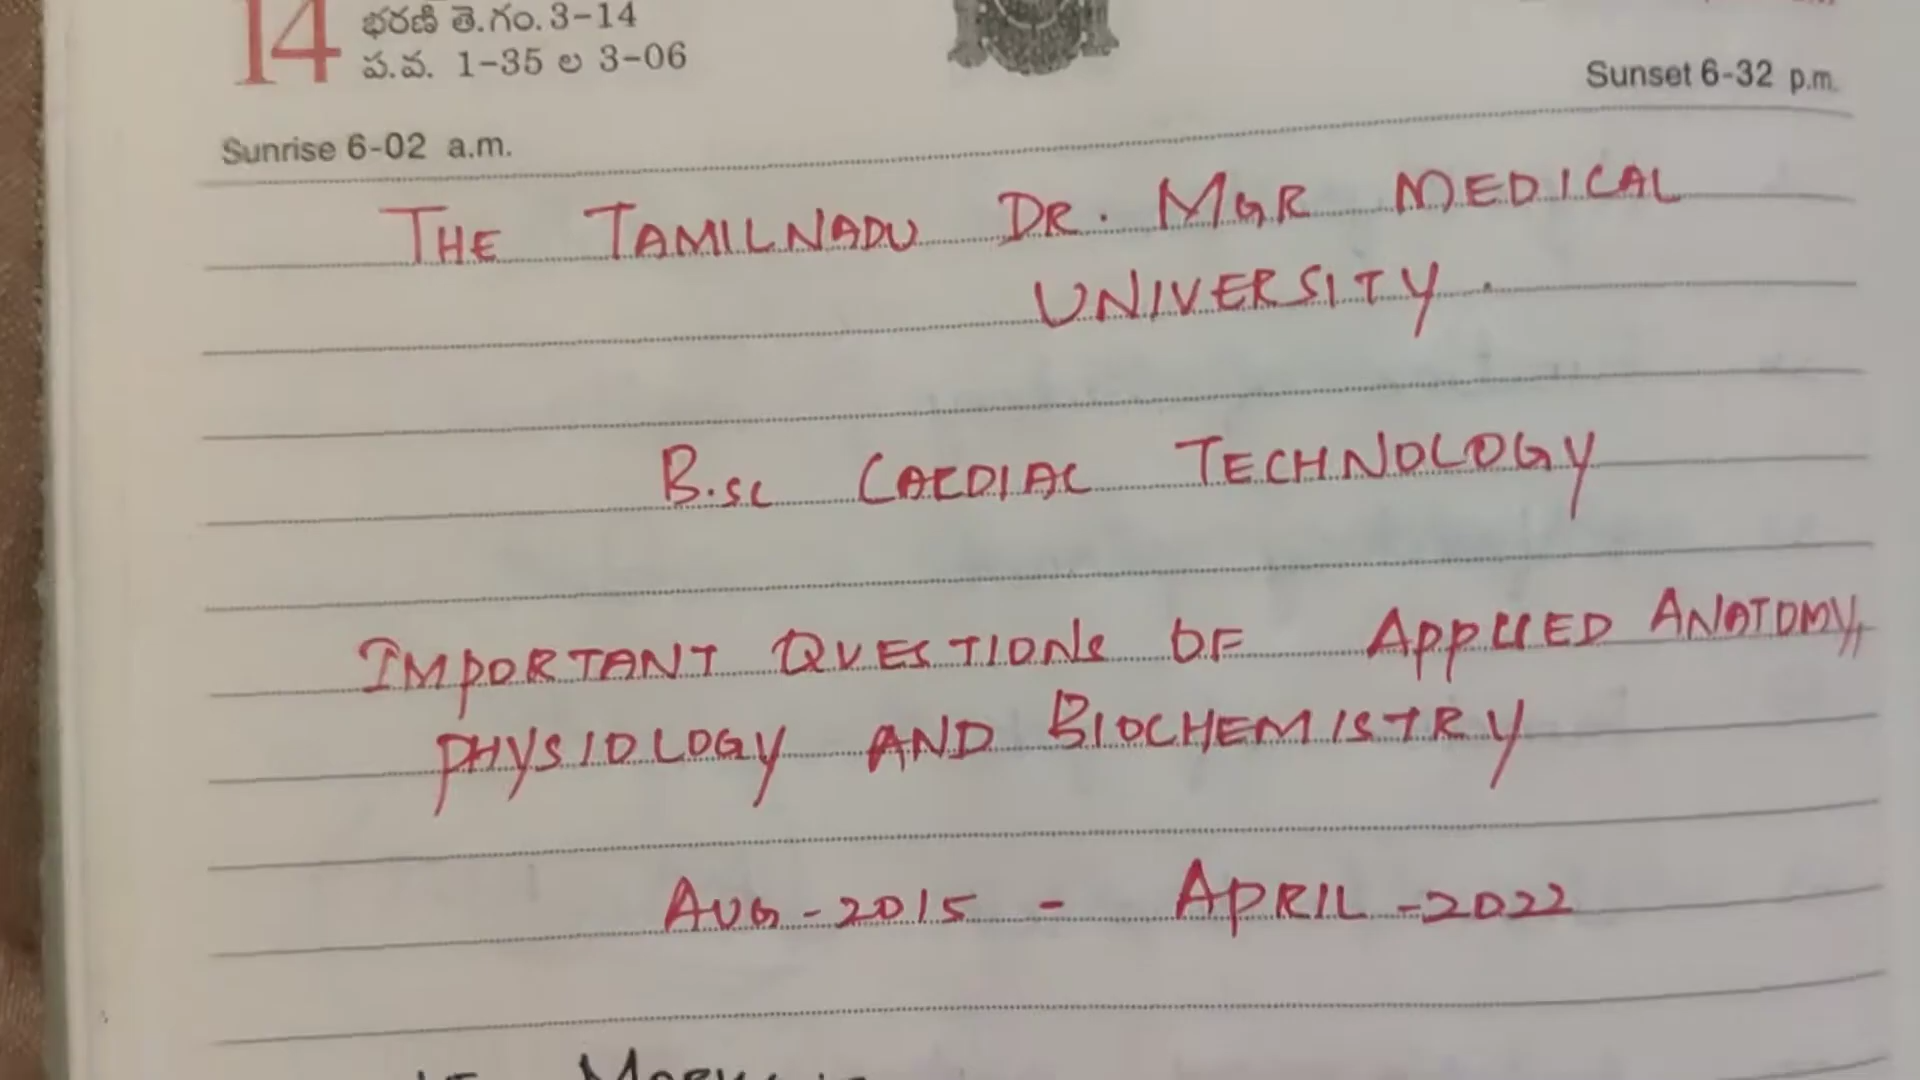 14 భరణి తె.గం. 3-14
ప.వ. 1-35 ల 3-06
Sunset 6-32 p.m.
Sunrise 6-02 a.m.
THE TAMILNADU DR. MGR MEDICAL
UNIVERSITY.
B.sc CARDIAC TECHNOLOGY
IMPORTANT QUESTIONS OF APPLIED ANATOMY,
PHYSIOLOGY AND BIOCHEMISTRY
AUG-2015 - APRIL-2022